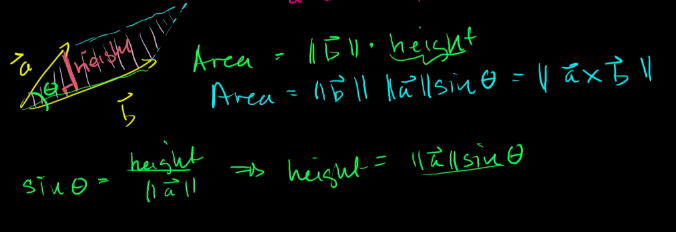 a⃗
height
θ
b⃗
Area = ||b⃗|| · height
Area = ||b⃗|| ||a⃗|| sin θ = || a⃗ × b⃗ ||
sin θ = height / ||a⃗|| ⇒ height = ||a⃗|| sin θ